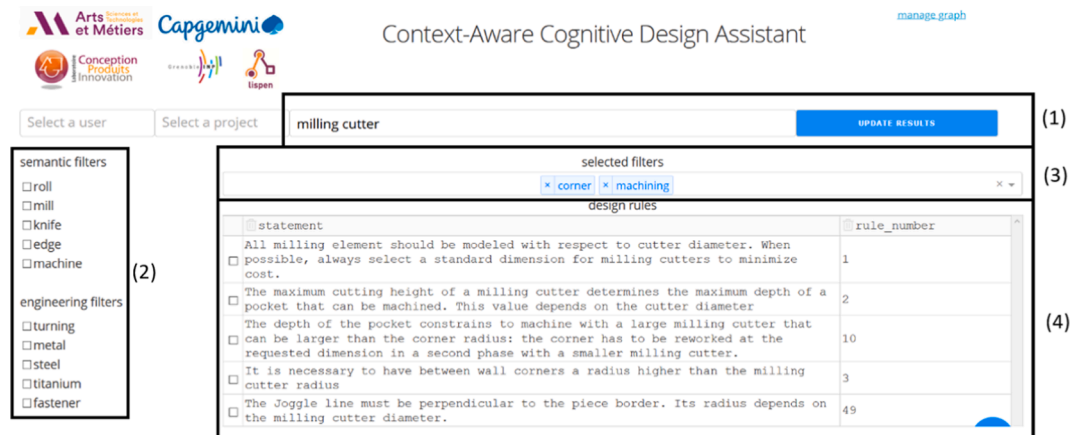 Arts Sciences et Technologies
et Métiers
Capgemini
manage graph
Context-Aware Cognitive Design Assistant
Laboratoire
Conception
Produits
Innovation
Grenoble INP
lispen
Select a user
Select a project
milling cutter
UPDATE RESULTS
(1)
semantic filters
roll
mill
knife
edge
machine
(2)
engineering filters
turning
metal
steel
titanium
fastener
selected filters
× corner × machining
×
(3)
design rules
statement
rule_number
All milling element should be modeled with respect to cutter diameter. When
possible, always select a standard dimension for milling cutters to minimize
cost.
1
The maximum cutting height of a milling cutter determines the maximum depth of a
pocket that can be machined. This value depends on the cutter diameter
2
The depth of the pocket constrains to machine with a large milling cutter that
can be larger than the corner radius: the corner has to be reworked at the
requested dimension in a second phase with a smaller milling cutter.
10
It is necessary to have between wall corners a radius higher than the milling
cutter radius
3
The Joggle line must be perpendicular to the piece border. Its radius depends on
the milling cutter diameter.
49
(4)